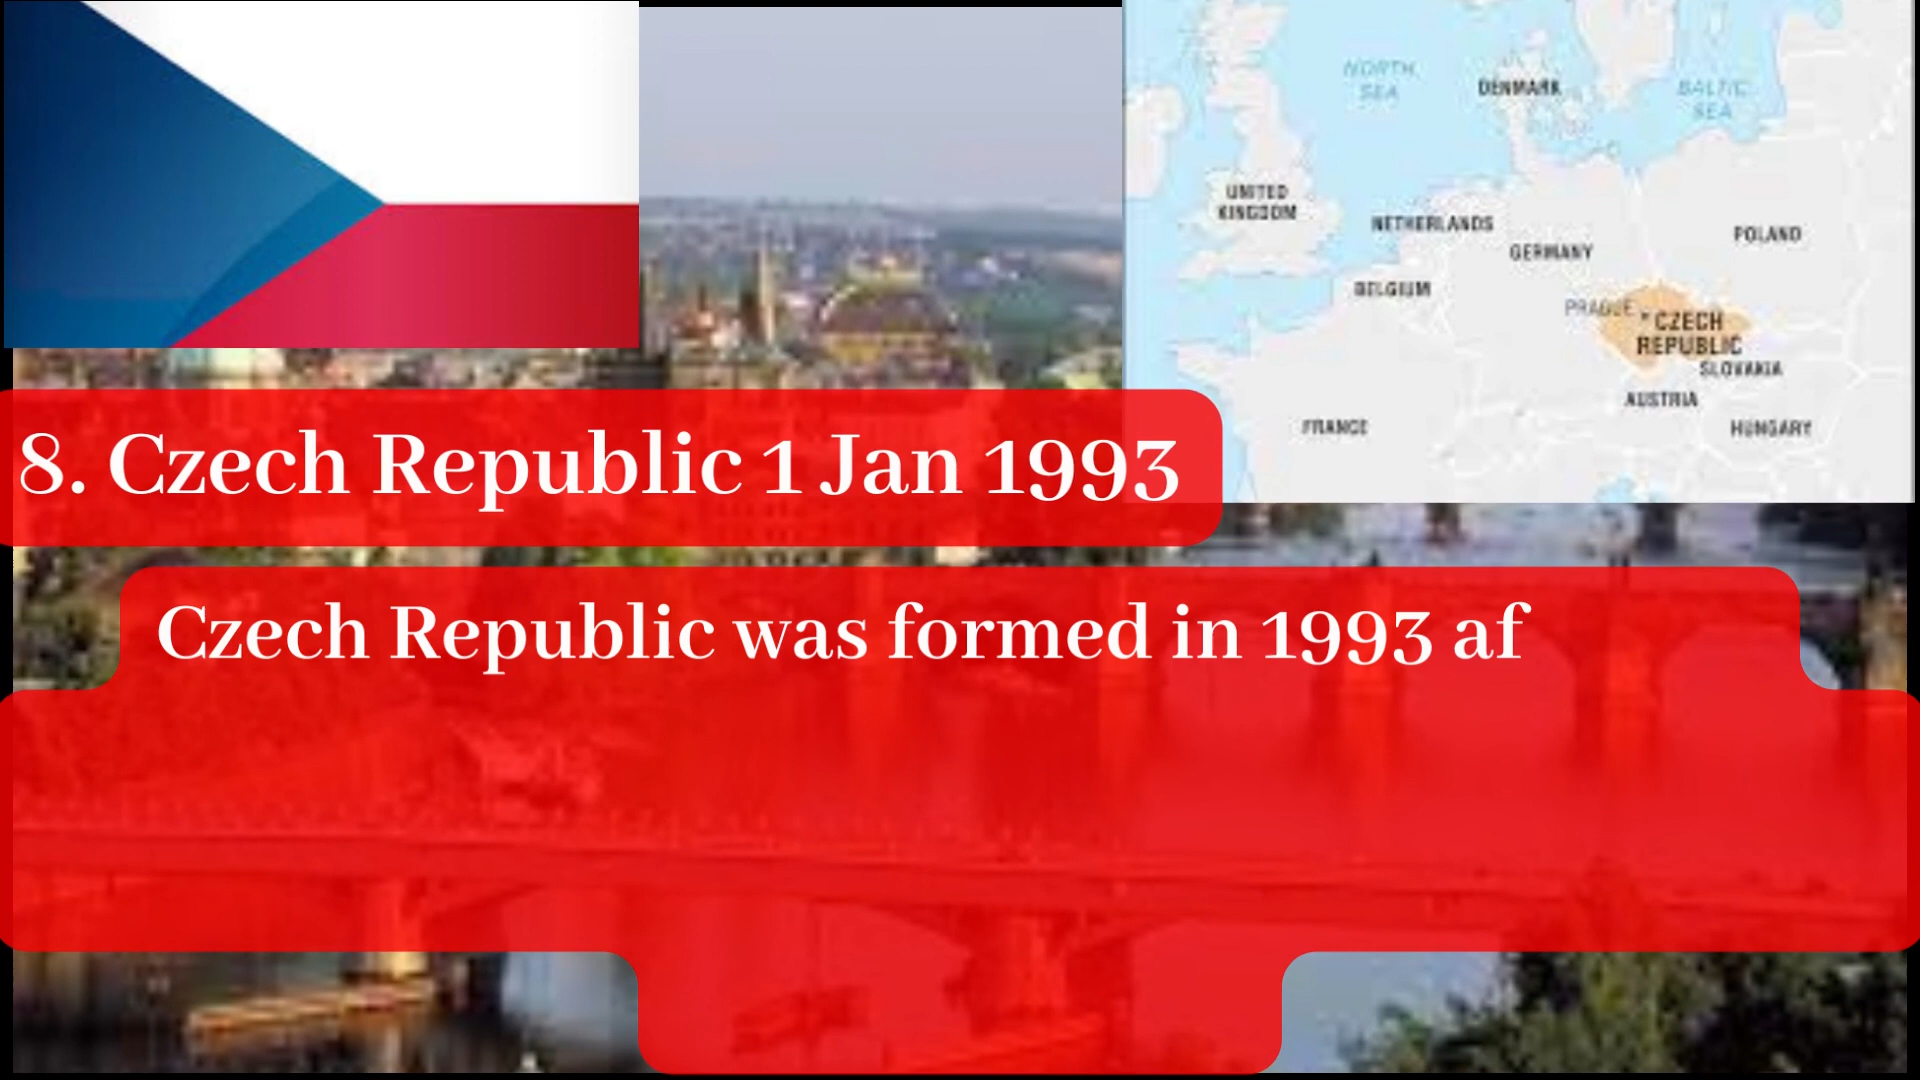 NORTH
SEA
DENMARK
BALTIC
SEA
UNITED
KINGDOM
NETHERLANDS
POLAND
GERMANY
BELGIUM
PRAGUE
CZECH
REPUBLIC
SLOVAKIA
AUSTRIA
FRANCE
HUNGARY
8. Czech Republic 1 Jan 1993
Czech Republic was formed in 1993 af